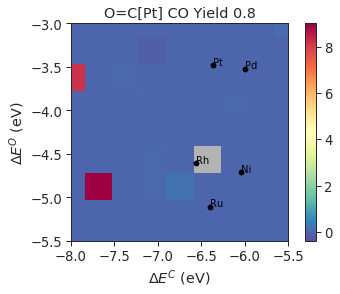 O=C[Pt] CO Yield 0.8
−3.0
−3.5
−4.0
−4.5
−5.0
−5.5
ΔE^O (eV)
Pt
Pd
Rh
Ni
Ru
−8.0 −7.5 −7.0 −6.5 −6.0 −5.5
ΔE^C (eV)
8
6
4
2
0